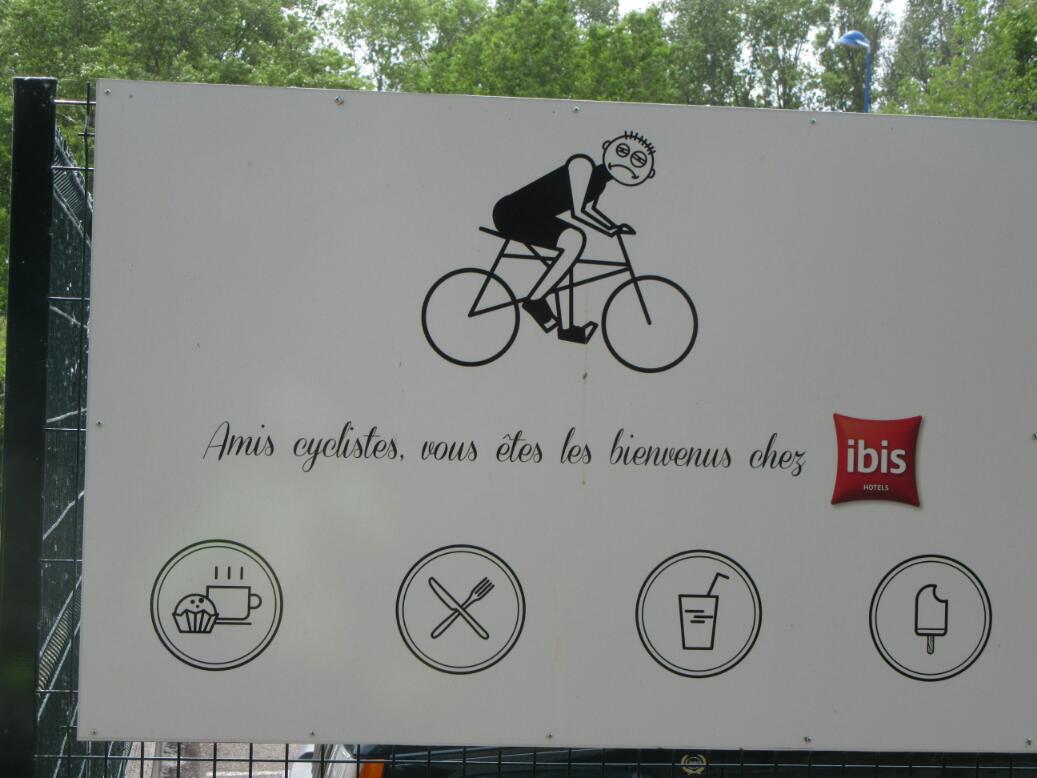 Amis cyclistes, vous êtes les bienvenus chez
ibis
HOTELS